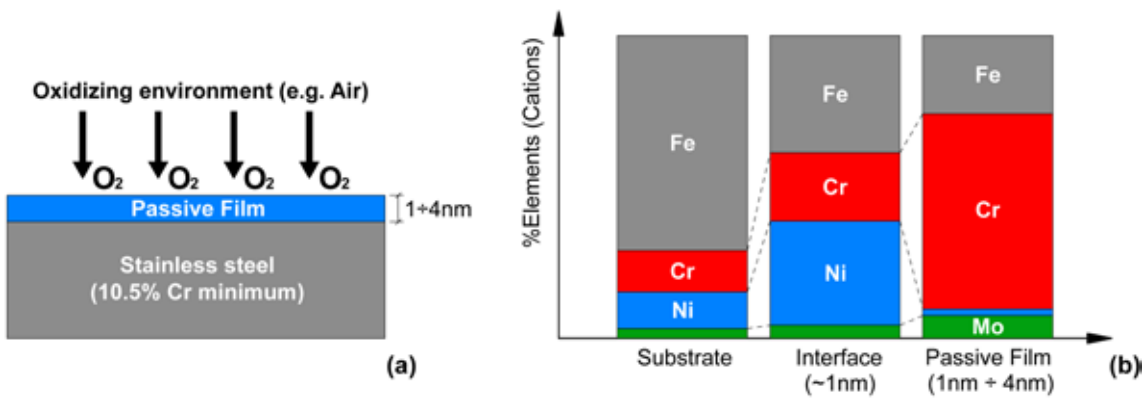 Oxidizing environment (e.g. Air)
O₂ O₂ O₂ O₂
Passive Film
1÷4nm
Stainless steel
(10.5% Cr minimum)
(a)
%Elements (Cations)
Fe
Cr
Ni
Fe
Cr
Ni
Fe
Cr
Mo
Substrate
Interface
(~1nm)
Passive Film
(1nm ÷ 4nm)
(b)